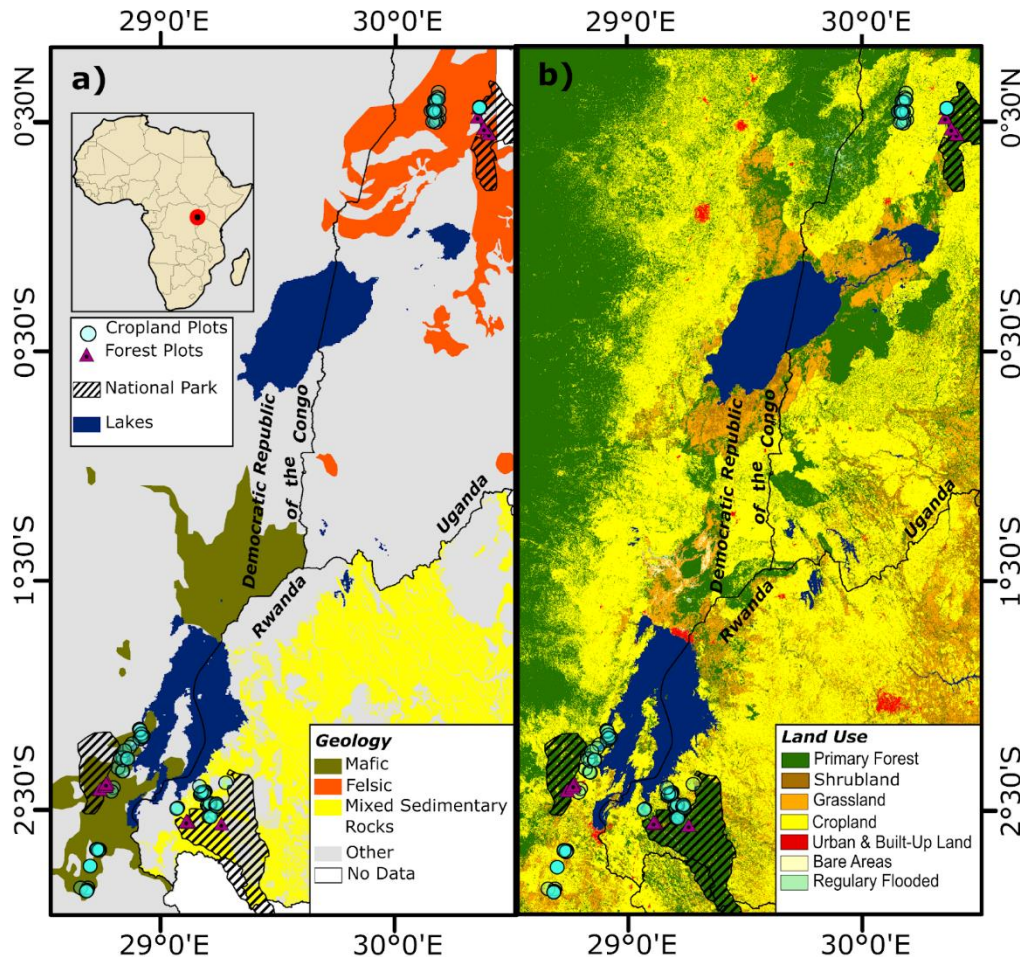 29°0'E
30°0'E
29°0'E
30°0'E
a)
b)
0°30'N
0°30'S
1°30'S
2°30'S
Cropland Plots
Forest Plots
National Park
Lakes
Democratic Republic
of the Congo
Uganda
Rwanda
Geology
Mafic
Felsic
Mixed Sedimentary
Rocks
Other
No Data
Democratic Republic
of the Congo
Uganda
Rwanda
Land Use
Primary Forest
Shrubland
Grassland
Cropland
Urban & Built-Up Land
Bare Areas
Regulary Flooded
0°30'N
0°30'S
1°30'S
2°30'S
29°0'E
30°0'E
29°0'E
30°0'E